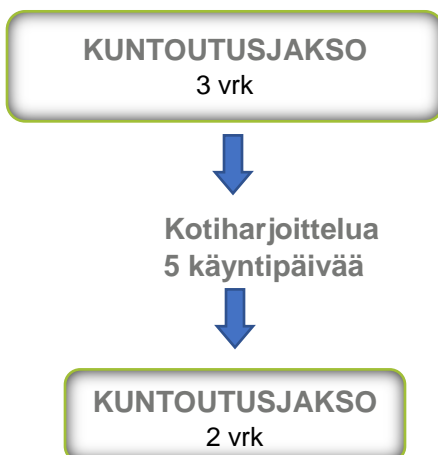 KUNTOUTUSJAKSO
3 vrk
Kotiharjoittelua
5 käyntipäivää
KUNTOUTUSJAKSO
2 vrk